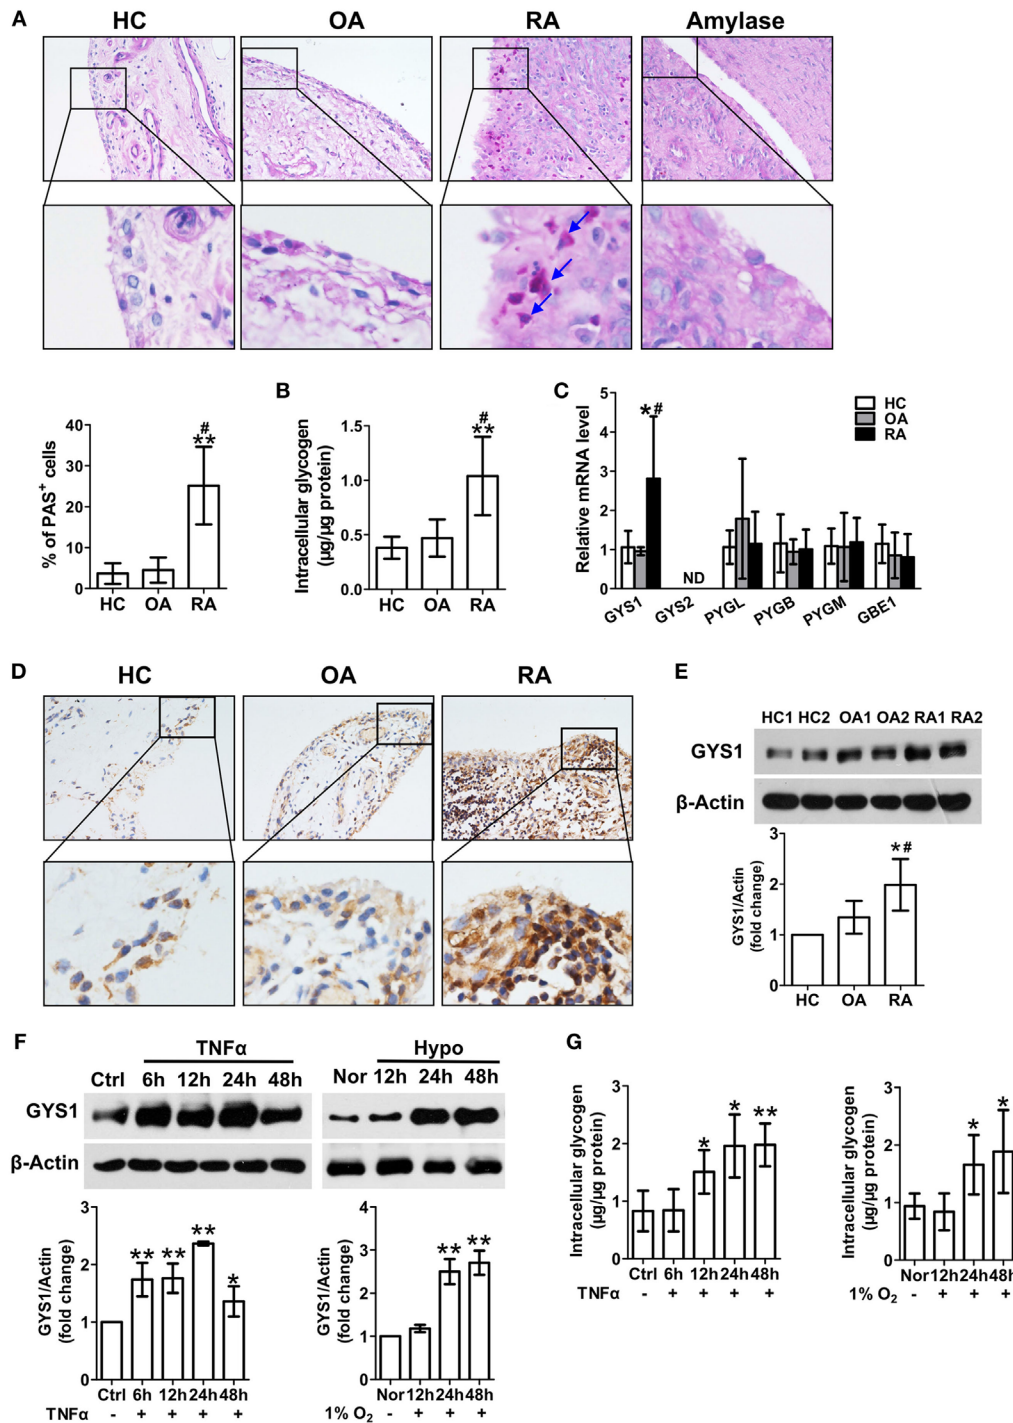 A
HC OA RA Amylase
% of PAS+ cells
40
30
20
10
0
#
**
HC OA RA
B
Intracellular glycogen
(µg/µg protein)
1.5
1.0
0.5
0.0
#
**
HC OA RA
C
Relative mRNA level
5
4
3
2
1
0
*#
ND
HC
OA
RA
GYS1 GYS2 PYGL PYGB PYGM GBE1
D
HC OA RA
E
HC1 HC2 OA1 OA2 RA1 RA2
GYS1
β-Actin
GYS1/Actin
(fold change)
3
2
1
0
*#
HC OA RA
F
TNFα
Ctrl 6h 12h 24h 48h
GYS1
β-Actin
Hypo
Nor 12h 24h 48h
GYS1/Actin
(fold change)
3
2
1
0
** ** ** *
Ctrl 6h 12h 24h 48h
TNFα - + + + +
GYS1/Actin
(fold change)
4
3
2
1
0
** **
Nor 12h 24h 48h
1% O2 - + + +
G
Intracellular glycogen
(µg/µg protein)
3
2
1
0
* * **
Ctrl 6h 12h 24h 48h
TNFα - + + + +
Intracellular glycogen
(µg/µg protein)
3
2
1
0
* *
Nor 12h 24h 48h
1% O2 - + + +